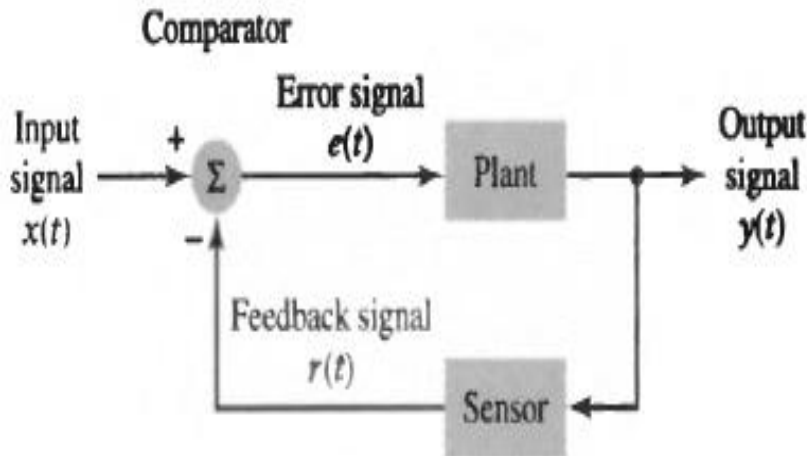 Comparator
Input
signal
x(t)
+
Σ
−
Error signal
e(t)
Plant
Output
signal
y(t)
Feedback signal
r(t)
Sensor